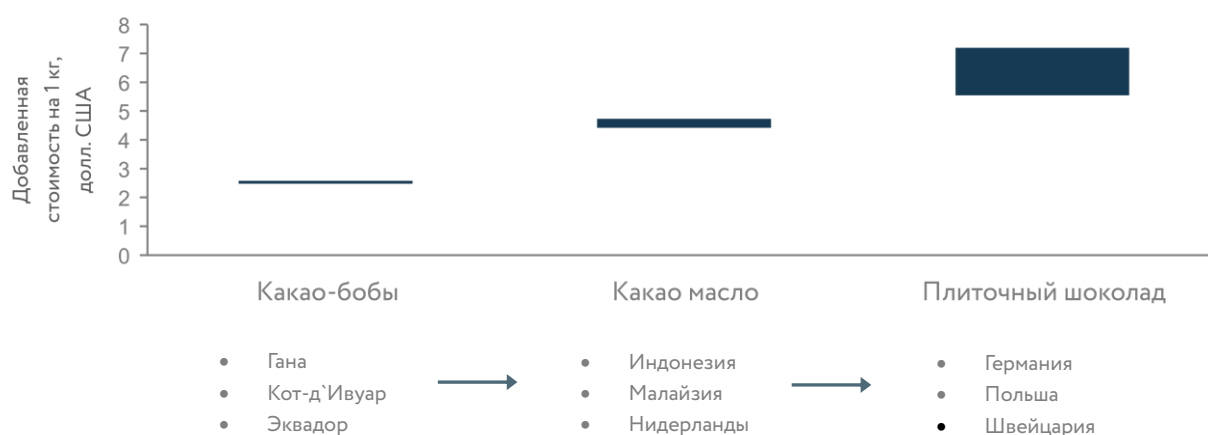 Добавленная
стоимость на 1 кг,
долл. США
8
7
6
5
4
3
2
1
0
Какао-бобы
Какао масло
Плиточный шоколад
• Гана
• Кот-д`Ивуар
• Эквадор
• Индонезия
• Малайзия
• Нидерланды
• Германия
• Польша
• Швейцария